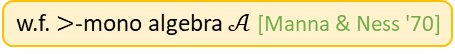 w.f. >-mono algebra 𝒜 [Manna & Ness '70]